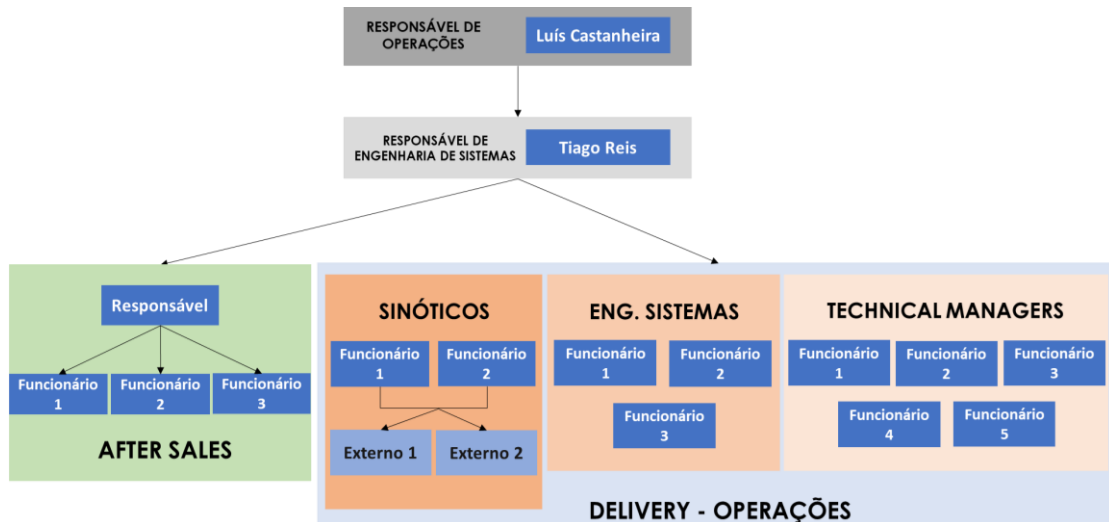 RESPONSÁVEL DE
OPERAÇÕES
Luís Castanheira
RESPONSÁVEL DE
ENGENHARIA DE SISTEMAS
Tiago Reis
Responsável
Funcionário
1
Funcionário
2
Funcionário
3
AFTER SALES
SINÓTICOS
Funcionário
1
Funcionário
2
Externo 1
Externo 2
ENG. SISTEMAS
Funcionário
1
Funcionário
2
Funcionário
3
TECHNICAL MANAGERS
Funcionário
1
Funcionário
2
Funcionário
3
Funcionário
4
Funcionário
5
DELIVERY - OPERAÇÕES